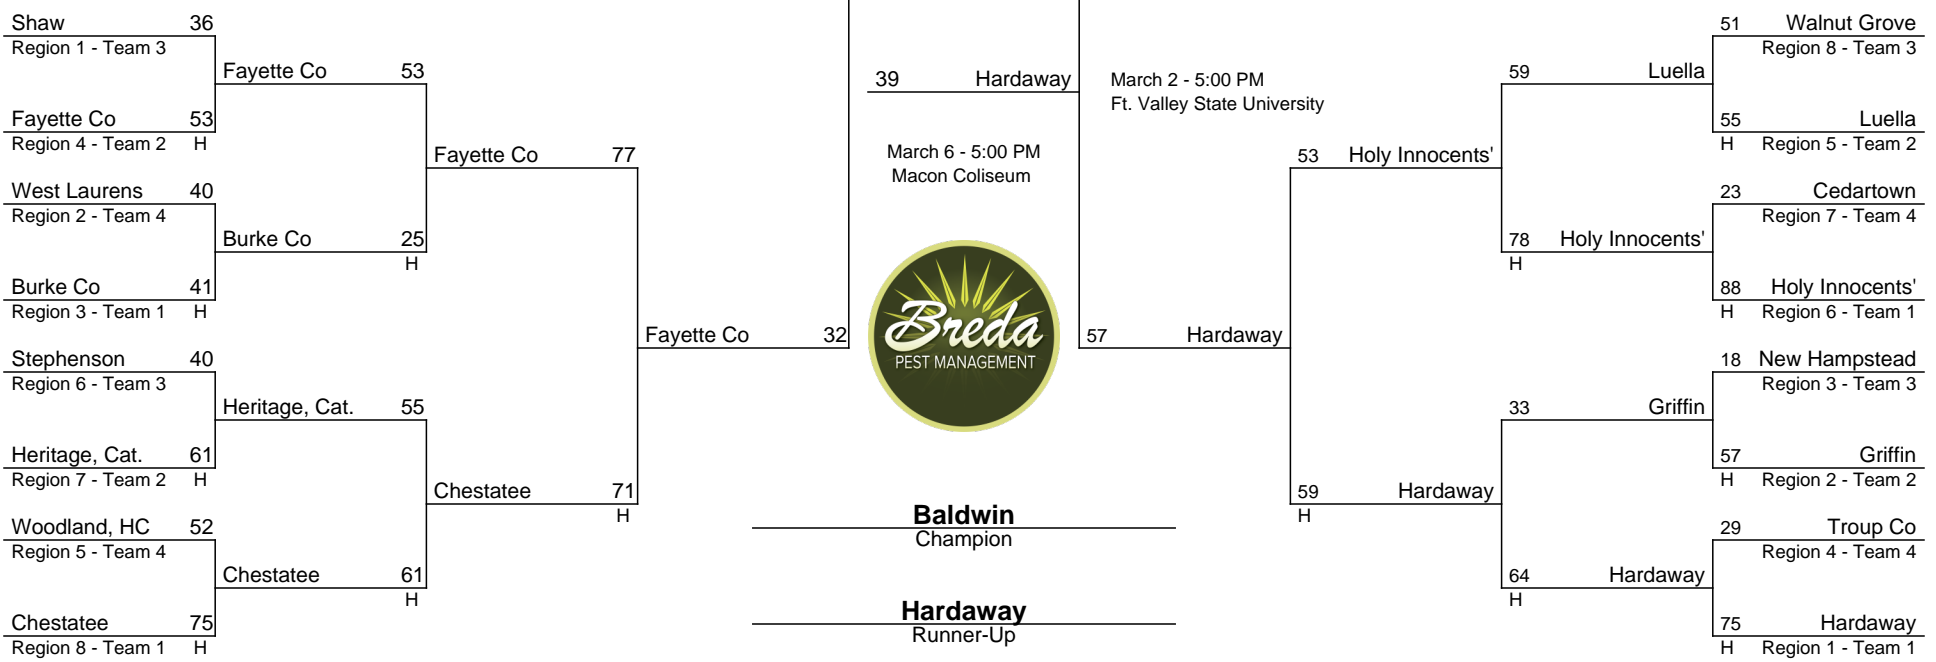 Shaw 36
Region 1 - Team 3
Fayette Co 53
Fayette Co 53
Region 4 - Team 2 H
Fayette Co 77
West Laurens 40
Region 2 - Team 4
Burke Co 25
H
Burke Co 41
Region 3 - Team 1 H
Fayette Co 32
Stephenson 40
Region 6 - Team 3
Heritage, Cat. 55
Heritage, Cat. 61
Region 7 - Team 2 H
Chestatee 71
H
Woodland, HC 52
Region 5 - Team 4
Chestatee 61
H
Chestatee 75
Region 8 - Team 1 H
39 Hardaway
March 6 - 5:00 PM
Macon Coliseum
Breda
PEST MANAGEMENT
Baldwin
Champion
Hardaway
Runner-Up
March 2 - 5:00 PM
Ft. Valley State University
51 Walnut Grove
Region 8 - Team 3
59 Luella
55 Luella
H Region 5 - Team 2
53 Holy Innocents'
23 Cedartown
Region 7 - Team 4
78 Holy Innocents'
H
88 Holy Innocents'
H Region 6 - Team 1
57 Hardaway
18 New Hampstead
Region 3 - Team 3
33 Griffin
57 Griffin
H Region 2 - Team 2
59 Hardaway
H
29 Troup Co
Region 4 - Team 4
64 Hardaway
H
75 Hardaway
H Region 1 - Team 1